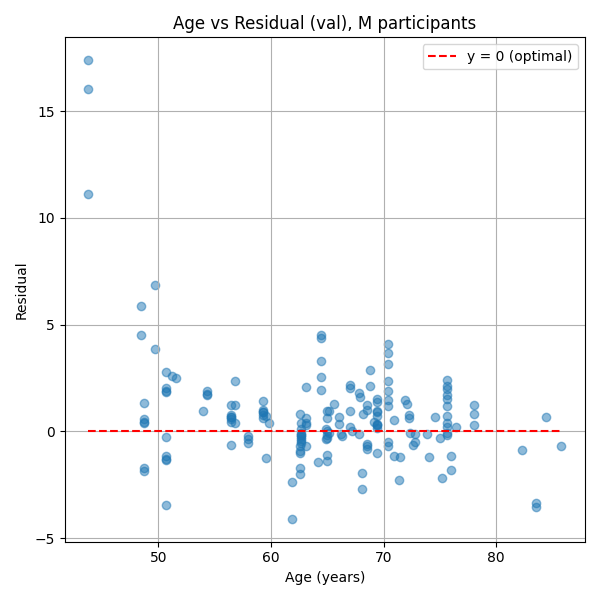 Age vs Residual (val), M participants
y = 0 (optimal)
15
10
5
0
−5
Residual
50 60 70 80
Age (years)